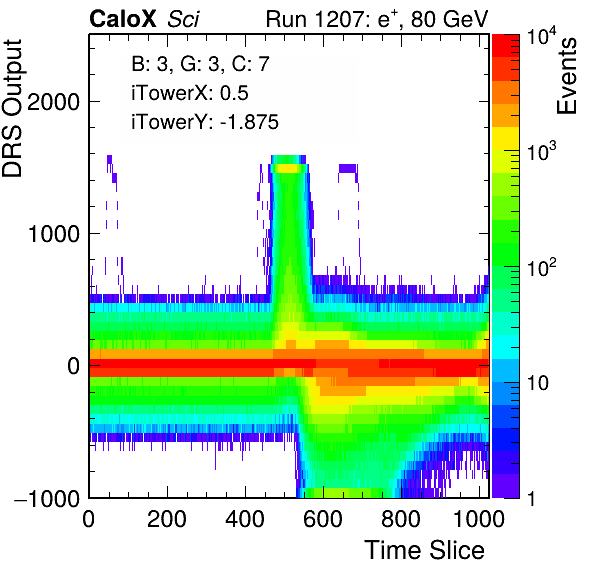 CaloX Sci Run 1207: e⁺, 80 GeV
B: 3, G: 3, C: 7
iTowerX: 0.5
iTowerY: -1.875
DRS Output
2000
1000
0
−1000
0 200 400 600 800 1000
Time Slice
Events
10⁴
10³
10²
10
1